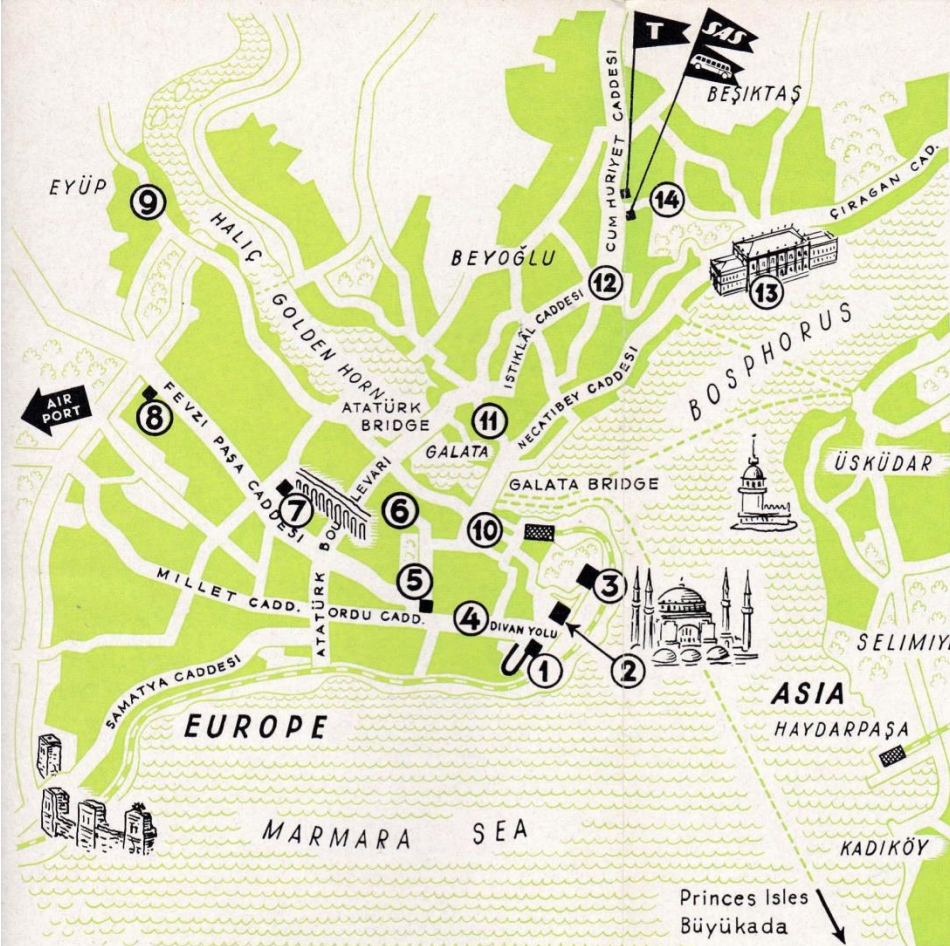 T
SAS
BEŞIKTAŞ
CUMHURIYET CADDESI
ÇIRAGAN CAD.
EYÜP
9
14
HALIÇ
BEYOĞLU
12
13
GOLDEN HORN
ISTIKLÂL CADDESI
BOSPHORUS
NECATIBEY CADDESI
AIR
PORT
8
FEVZI PAŞA CADDESI
ATATÜRK
BRIDGE
11
GALATA
ÜSKÜDAR
GALATA BRIDGE
7
ATATÜRK BOULEVARI
6
10
5
3
MILLET CADD.
ORDU CADD.
4
DIVAN YOLU
1
2
SELIMIY
SAMATYA CADDESI
EUROPE
ASIA
HAYDARPAŞA
MARMARA SEA
KADIKÖY
Princes Isles
Büyükada